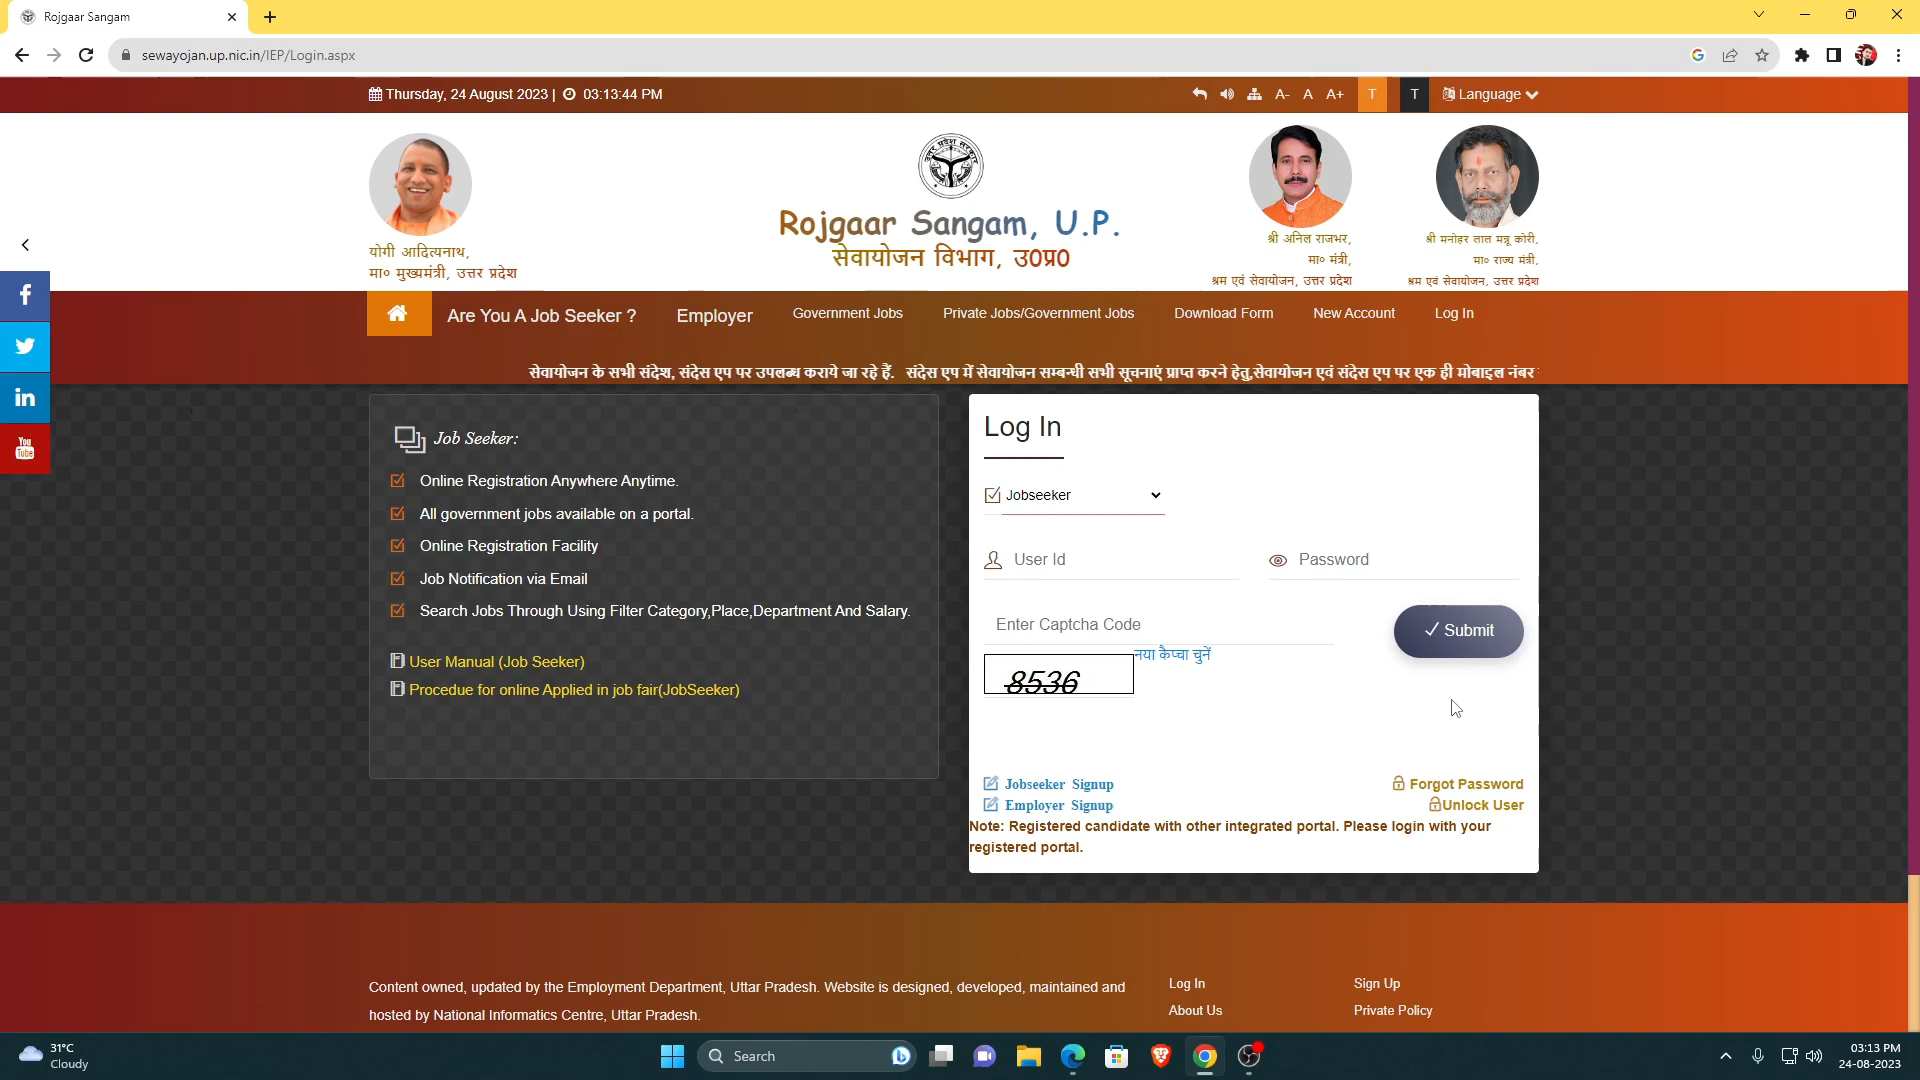 Rojgaar Sangam
sewayojan.up.nic.in/IEP/Login.aspx
Thursday, 24 August 2023 | 03:13:44 PM
A- A A+ T T Language
योगी आदित्यनाथ,
मा० मुख्यमंत्री, उत्तर प्रदेश
Rojgaar Sangam, U.P.
सेवायोजन विभाग, उ0प्र0
श्री अनिल राजभर,
मा० मंत्री,
श्रम एवं सेवायोजन, उत्तर प्रदेश
श्री मनोहर लाल मन्नू कोरी,
मा० राज्य मंत्री,
श्रम एवं सेवायोजन, उत्तर प्रदेश
Are You A Job Seeker ? Employer Government Jobs Private Jobs/Government Jobs Download Form New Account Log In
सेवायोजन के सभी संदेश, संदेस एप पर उपलब्ध कराये जा रहे हैं. संदेस एप में सेवायोजन सम्बन्धी सभी सूचनाएं प्राप्त करने हेतु,सेवायोजन एवं संदेस एप पर एक ही मोबाइल नंबर
You
Tube
Job Seeker:
Online Registration Anywhere Anytime.
All government jobs available on a portal.
Online Registration Facility
Job Notification via Email
Search Jobs Through Using Filter Category,Place,Department And Salary.
User Manual (Job Seeker)
Procedue for online Applied in job fair(JobSeeker)
Log In
Jobseeker
User Id Password
Enter Captcha Code
Submit
नया कैप्चा चुनें
8536
Jobseeker Signup
Forgot Password
Employer Signup
Unlock User
Note: Registered candidate with other integrated portal. Please login with your
registered portal.
Content owned, updated by the Employment Department, Uttar Pradesh. Website is designed, developed, maintained and
hosted by National Informatics Centre, Uttar Pradesh.
Log In
Sign Up
About Us
Private Policy
31°C
Cloudy
Search
03:13 PM
24-08-2023